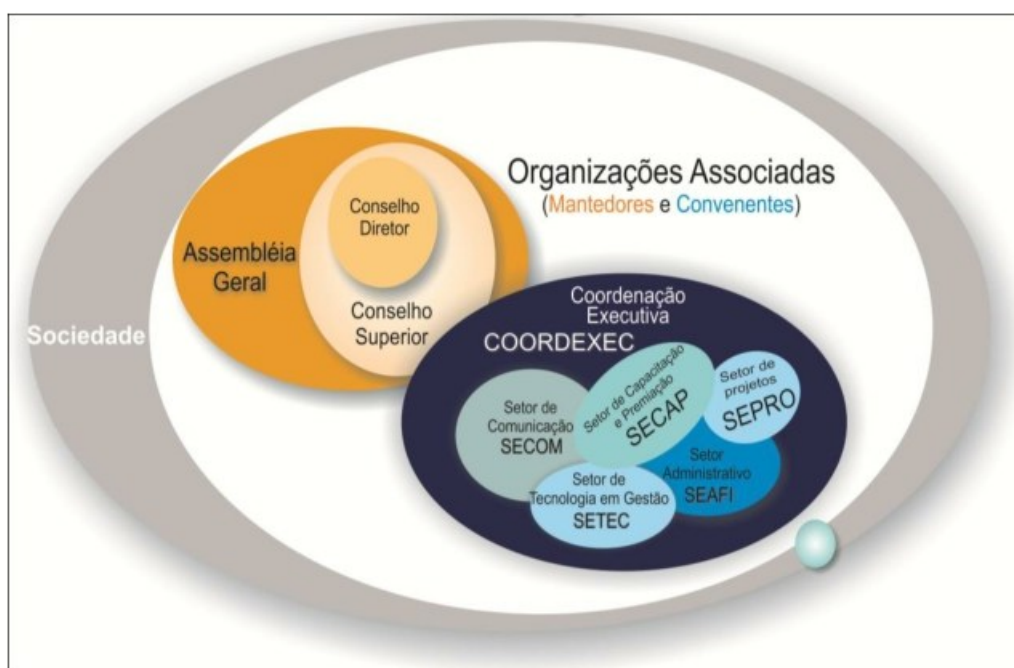 Organizações Associadas
(Mantedores e Convenentes)
Conselho
Diretor
Assembléia
Geral
Conselho
Superior
Sociedade
Coordenação
Executiva
COORDEXEC
Setor de Capacitação
e Premiação
SECAP
Setor de
projetos
SEPRO
Setor de
Comunicação
SECOM
Setor
Administrativo
SEAFI
Setor de
Tecnologia em Gestão
SETEC